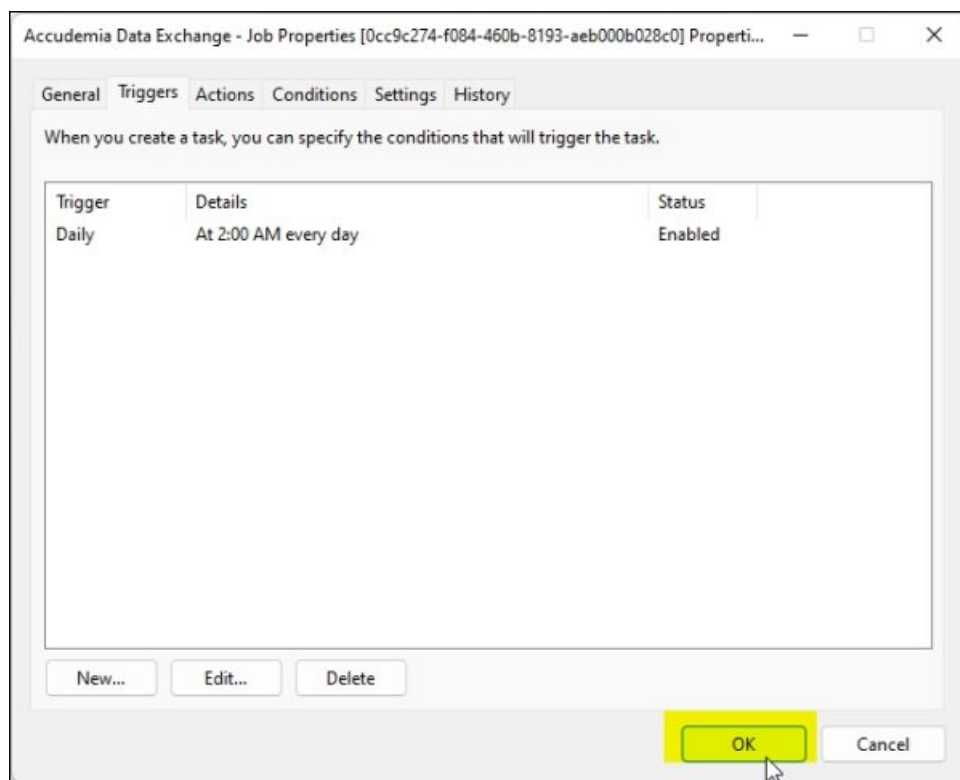 Accudemia Data Exchange - Job Properties [0cc9c274-f084-460b-8193-aeb000b028c0] Properti...
General Triggers Actions Conditions Settings History
When you create a task, you can specify the conditions that will trigger the task.
Trigger Details Status
Daily At 2:00 AM every day Enabled
New... Edit... Delete
OK Cancel